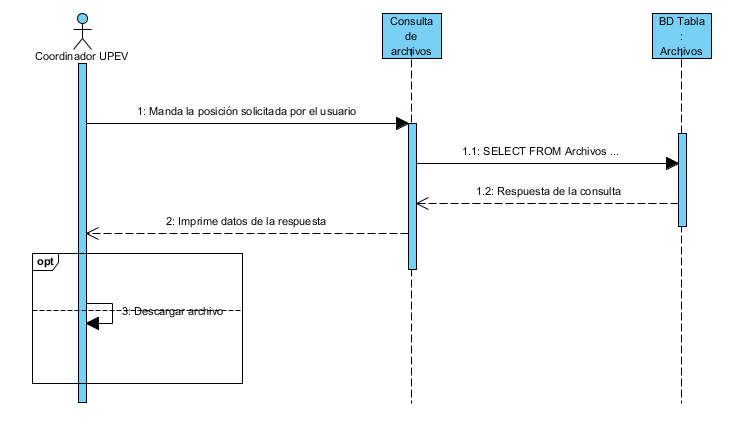 Coordinador UPEV
Consulta
de
archivos
BD Tabla
:
Archivos
1: Manda la posición solicitada por el usuario
1.1: SELECT FROM Archivos ...
1.2: Respuesta de la consulta
2: Imprime datos de la respuesta
opt
3: Descargar archivo